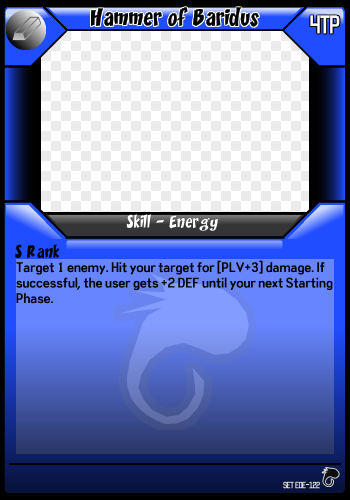 Hammer of Baridus
4TP
Skill - Energy
S Rank
Target 1 enemy. Hit your target for [PLV+3] damage. If
successful, the user gets +2 DEF until your next Starting
Phase.
SET EDE-122